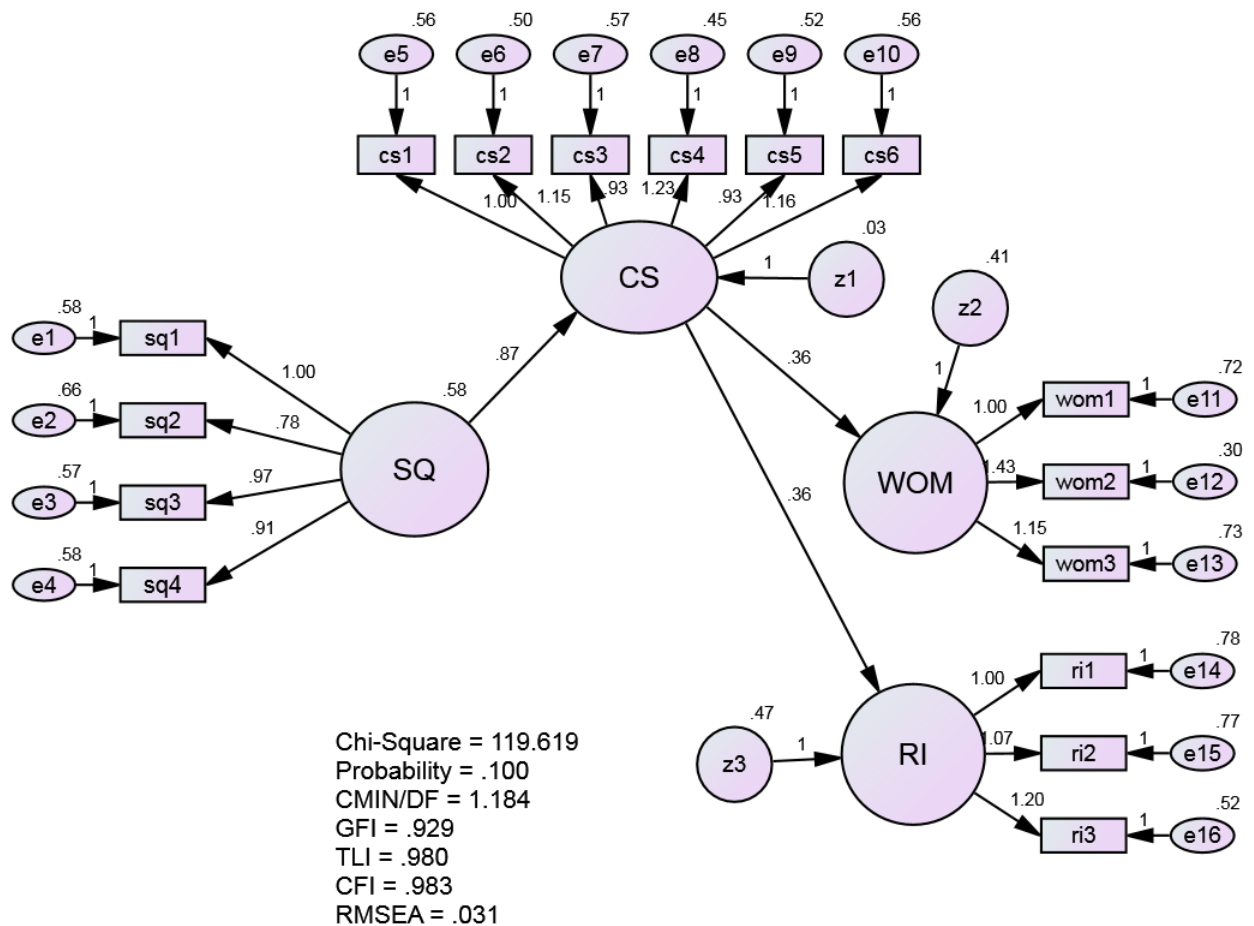 .56 .50 .57 .45 .52 .56
e5 e6 e7 e8 e9 e10
1 1 1 1 1 1
cs1 cs2 cs3 cs4 cs5 cs6
1.00 1.15 .93 1.23 .93 1.16
.03
CS 1 z1
.41
z2
.58
e1 1 sq1
1.00
.87
.36
1
.66
e2 1 sq2
.78
.58
SQ
.57
e3 1 sq3
.97
.58
e4 1 sq4
.91
.36
WOM
1.00 wom1 1 e11 .72
1.43 wom2 1 e12 .30
1.15 wom3 1 e13 .73
.47
z3 1 RI
1.00 ri1 1 e14 .78
1.07 ri2 1 e15 .77
1.20 ri3 1 e16 .52
Chi-Square = 119.619
Probability = .100
CMIN/DF = 1.184
GFI = .929
TLI = .980
CFI = .983
RMSEA = .031